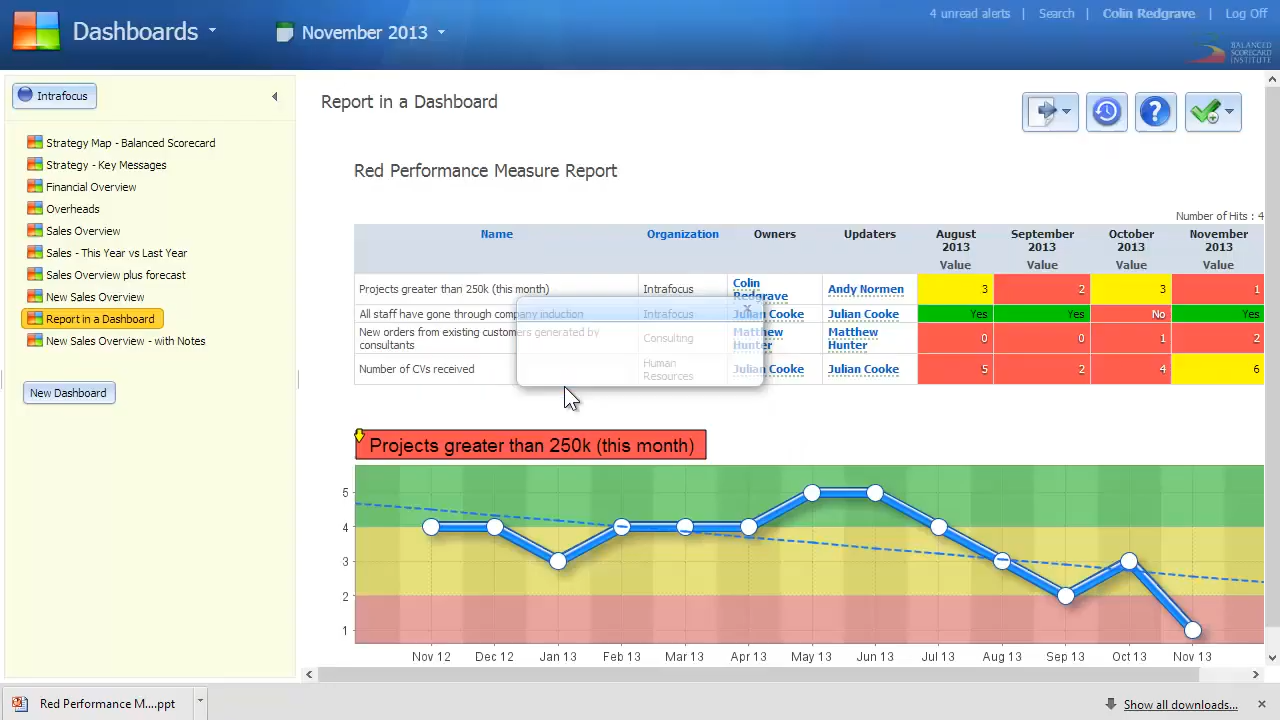 Dashboards
November 2013
4 unread alerts | Search | Colin Redgrave | Log Off
BALANCED
SCORECARD
INSTITUTE
Intrafocus
Strategy Map - Balanced Scorecard
Strategy - Key Messages
Financial Overview
Overheads
Sales Overview
Sales - This Year vs Last Year
Sales Overview plus forecast
New Sales Overview
Report in a Dashboard
New Sales Overview - with Notes
New Dashboard
Report in a Dashboard
Red Performance Measure Report
Number of Hits : 4
Name Organization Owners Updaters August 2013 September 2013 October 2013 November 2013
Value Value Value Value
Projects greater than 250k (this month) Intrafocus Colin Redgrave Andy Normen 3 2 3 1
All staff have gone through company induction Intrafocus Julian Cooke Julian Cooke Yes Yes No Yes
New orders from existing customers generated by consultants Consulting Matthew Hunter Matthew Hunter 0 0 1 2
Number of CVs received Human Resources Julian Cooke Julian Cooke 5 2 4 6
Projects greater than 250k (this month)
5
4
3
2
1
Nov 12 Dec 12 Jan 13 Feb 13 Mar 13 Apr 13 May 13 Jun 13 Jul 13 Aug 13 Sep 13 Oct 13 Nov 13
Red Performance M....ppt
Show all downloads...